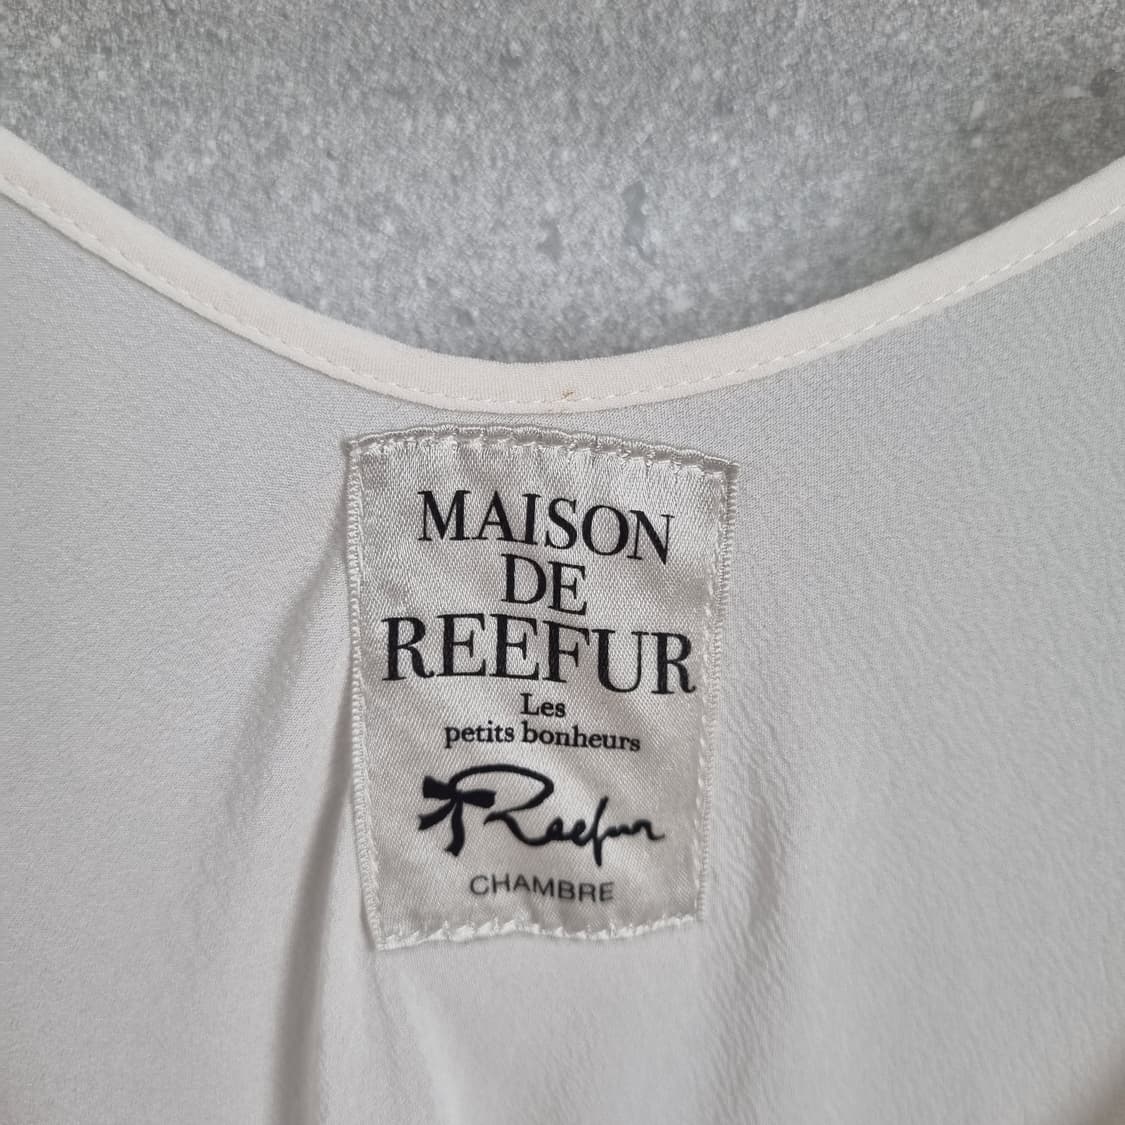 MAISON
DE
REEFUR
Les
petits bonheurs
Reefur
CHAMBRE